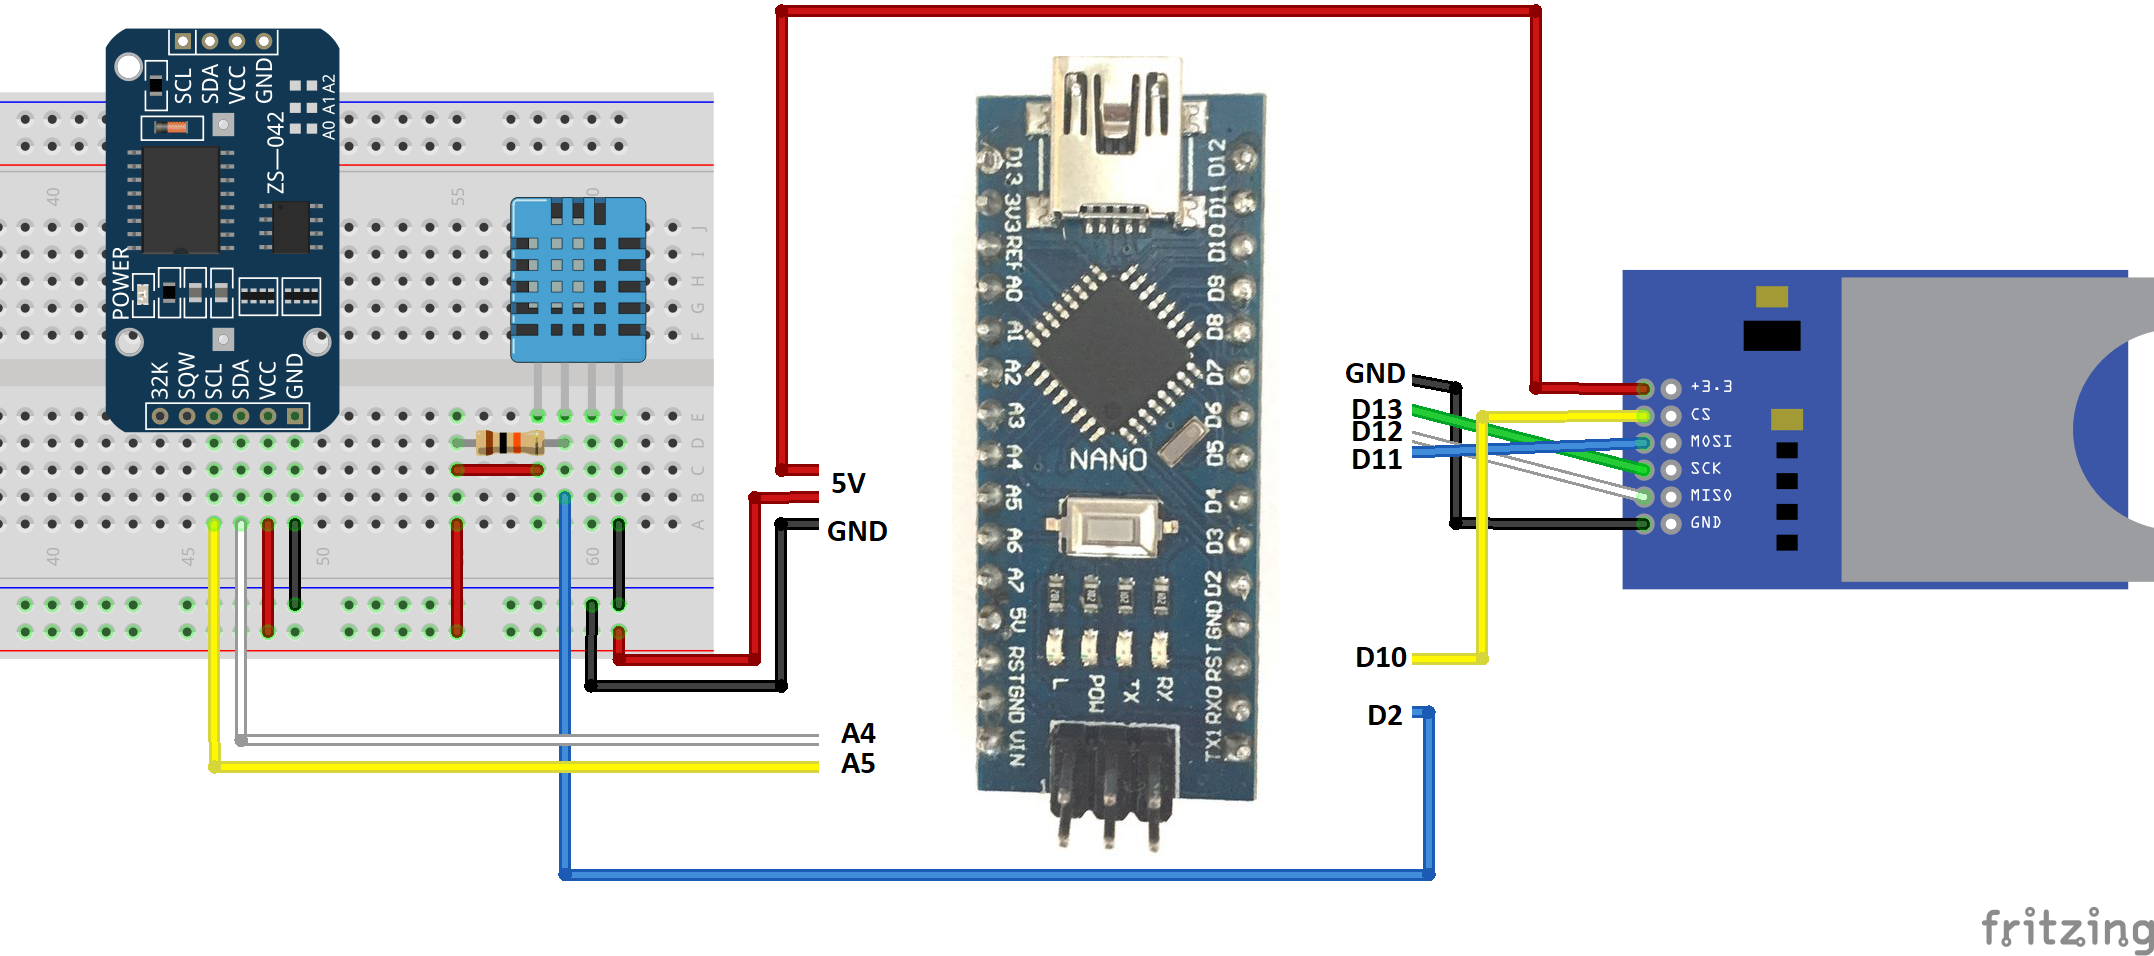 SCL
SDA
VCC
GND
A0 A1 A2
ZS-042
POWER
32K
SQW
SCL
SDA
VCC
GND
40
55
60
J
I
H
G
F
E
D
C
B
A
40
45
50
60
5V
GND
A4
A5
D13
3V3
REF
A0
A1
A2
A3
A4
A5
A6
A7
5V
RST
GND
VIN
D12
D11
D10
D9
D8
D7
D6
D5
D4
D3
D2
GND
RST
RX0
TX1
NANO
L
POW
TX
RX
GND
D13
D12
D11
D10
D2
+3.3
CS
MOSI
SCK
MISO
GND
fritzing